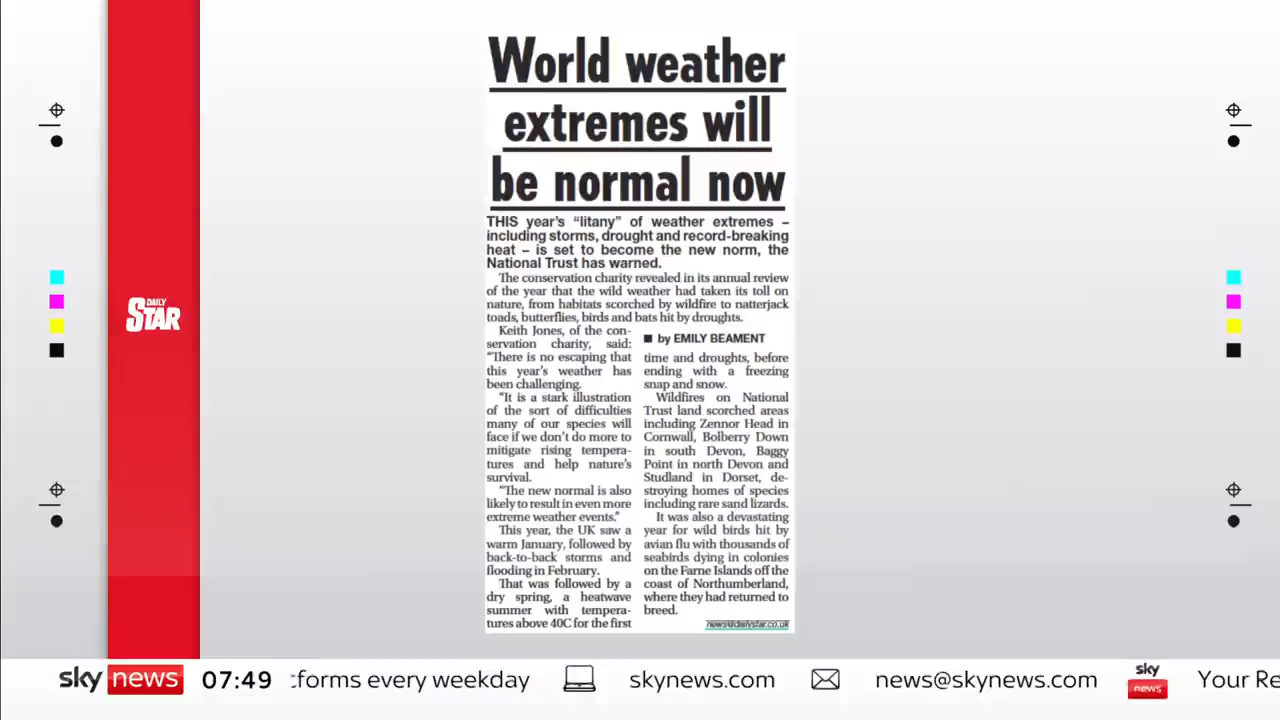 World weather
extremes will
be normal now
THIS year's “litany” of weather extremes –
including storms, drought and record-breaking
heat – is set to become the new norm, the
National Trust has warned.
The conservation charity revealed in its annual review
of the year that the wild weather had taken its toll on
nature, from habitats scorched by wildfire to natterjack
toads, butterflies, birds and bats hit by droughts.
Keith Jones, of the con-
servation charity, said:
“There is no escaping that
this year's weather has
been challenging.
“It is a stark illustration
of the sort of difficulties
many of our species will
face if we don't do more to
mitigate rising tempera-
tures and help nature's
survival.
“The new normal is also
likely to result in even more
extreme weather events.”
This year, the UK saw a
warm January, followed by
back-to-back storms and
flooding in February.
That was followed by a
dry spring, a heatwave
summer with tempera-
tures above 40C for the first
■ by EMILY BEAMENT
time and droughts, before
ending with a freezing
snap and snow.
Wildfires on National
Trust land scorched areas
including Zennor Head in
Cornwall, Bolberry Down
in south Devon, Baggy
Point in north Devon and
Studland in Dorset, de-
stroying homes of species
including rare sand lizards.
It was also a devastating
year for wild birds hit by
avian flu with thousands of
seabirds dying in colonies
on the Farne Islands off the
coast of Northumberland,
where they had returned to
breed.
news@dailystar.co.uk
DAILY
STAR
sky news 07:49 forms every weekday skynews.com news@skynews.com sky news Your Re